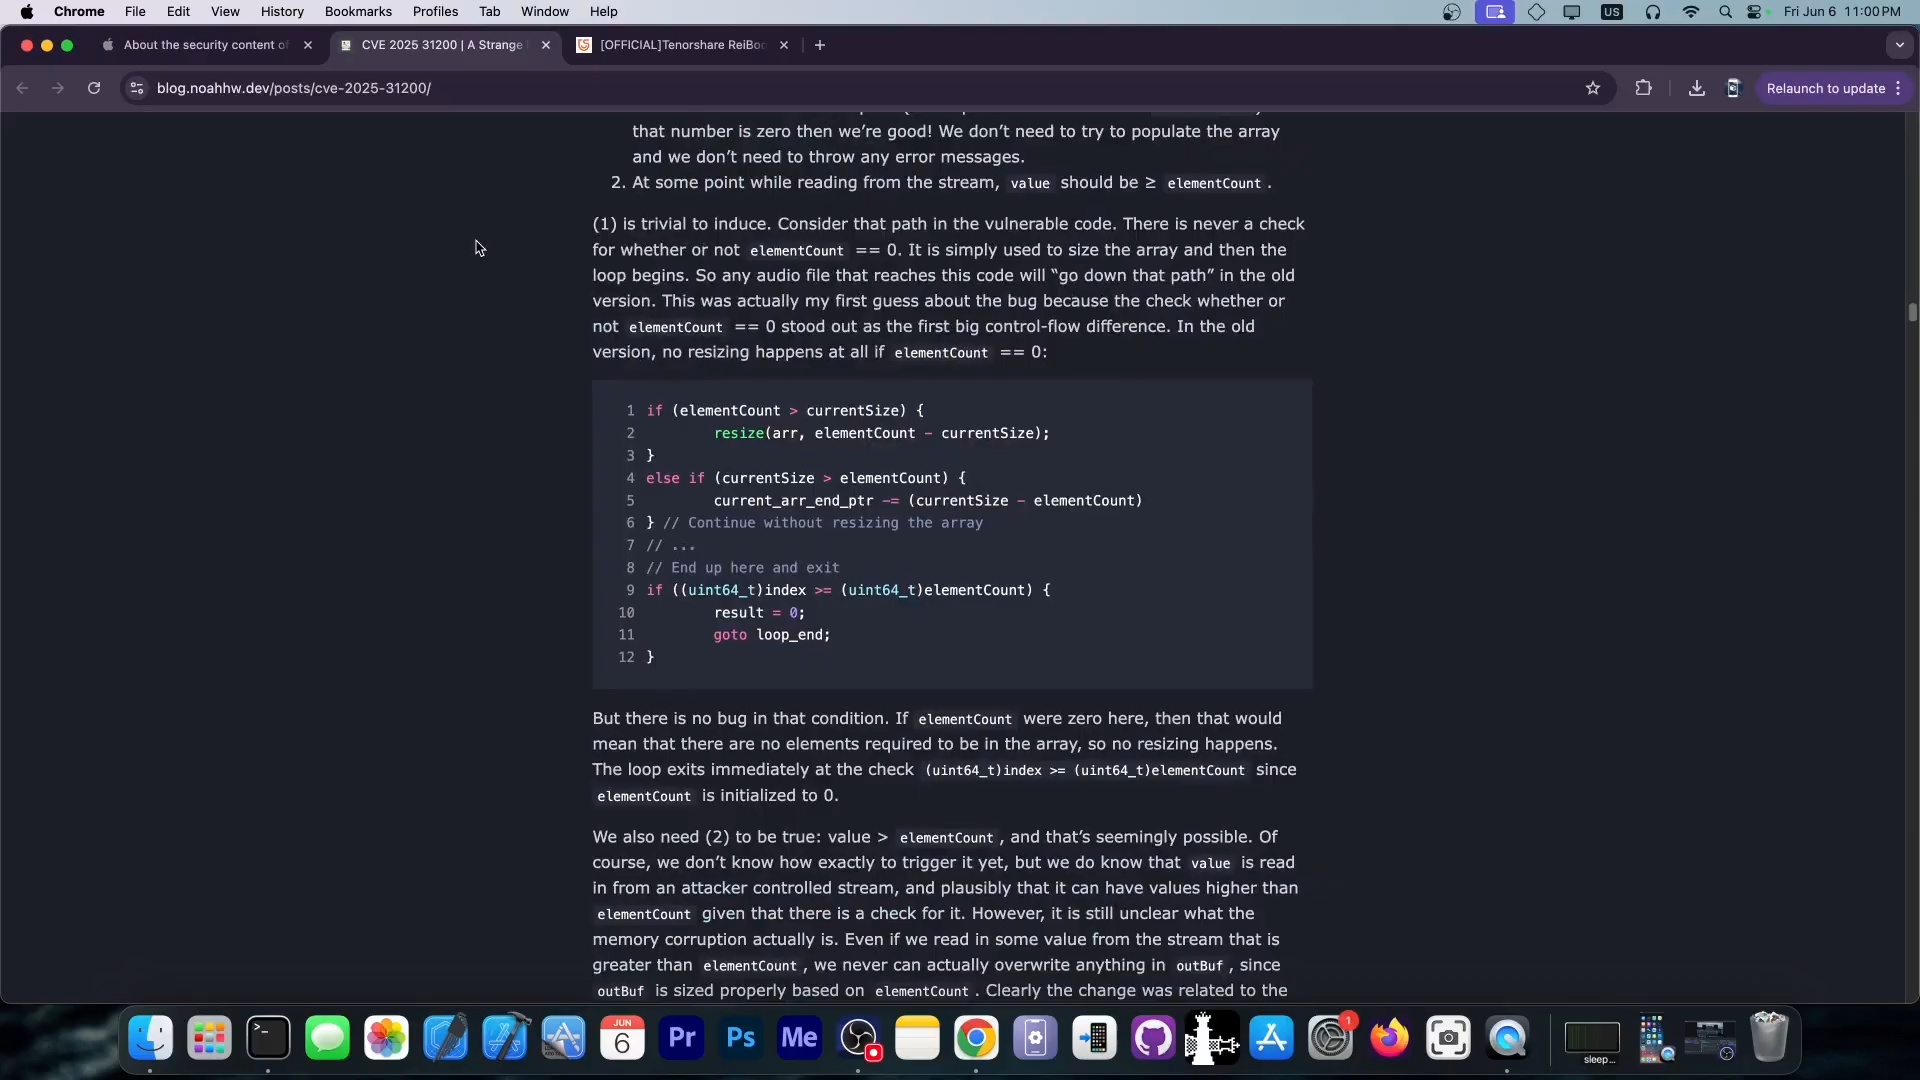 Chrome File Edit View History Bookmarks Profiles Tab Window Help US Fri Jun 6 11:00 PM
About the security content of CVE 2025 31200 | A Strange [OFFICIAL]Tenorshare ReiBoo
blog.noahhw.dev/posts/cve-2025-31200/ Relaunch to update
that number is zero then we're good! We don't need to try to populate the array
and we don't need to throw any error messages.
2. At some point while reading from the stream, value should be ≥ elementCount.
(1) is trivial to induce. Consider that path in the vulnerable code. There is never a check
for whether or not elementCount == 0. It is simply used to size the array and then the
loop begins. So any audio file that reaches this code will “go down that path” in the old
version. This was actually my first guess about the bug because the check whether or
not elementCount == 0 stood out as the first big control-flow difference. In the old
version, no resizing happens at all if elementCount == 0:
1 if (elementCount > currentSize) {
2 resize(arr, elementCount - currentSize);
3 }
4 else if (currentSize > elementCount) {
5 current_arr_end_ptr -= (currentSize - elementCount)
6 } // Continue without resizing the array
7 // ...
8 // End up here and exit
9 if ((uint64_t)index >= (uint64_t)elementCount) {
10 result = 0;
11 goto loop_end;
12 }
But there is no bug in that condition. If elementCount were zero here, then that would
mean that there are no elements required to be in the array, so no resizing happens.
The loop exits immediately at the check (uint64_t)index >= (uint64_t)elementCount since
elementCount is initialized to 0.
We also need (2) to be true: value > elementCount, and that's seemingly possible. Of
course, we don't know how exactly to trigger it yet, but we do know that value is read
in from an attacker controlled stream, and plausibly that it can have values higher than
elementCount given that there is a check for it. However, it is still unclear what the
memory corruption actually is. Even if we read in some value from the stream that is
greater than elementCount, we never can actually overwrite anything in outBuf, since
outBuf is sized properly based on elementCount. Clearly the change was related to the
JUN
6
Pr Ps Me
1
sleep...